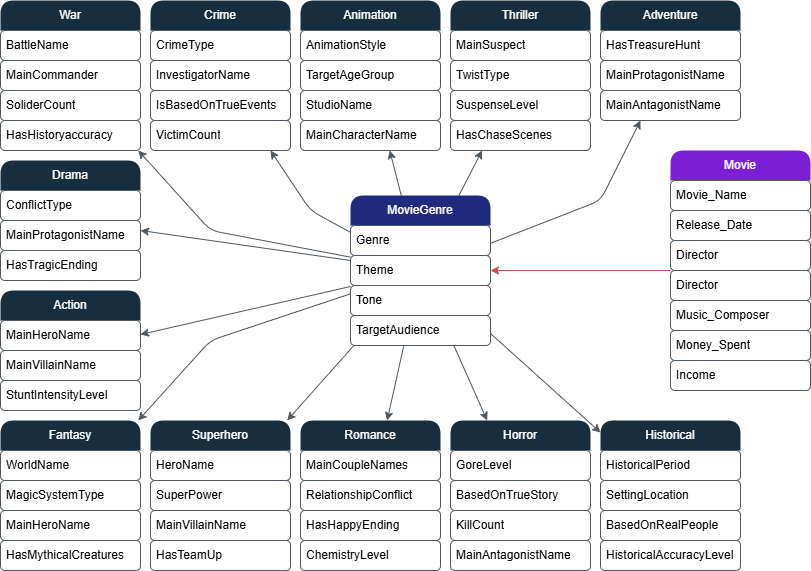 War
BattleName
MainCommander
SoliderCount
HasHistoryaccuracy
Crime
CrimeType
InvestigatorName
IsBasedOnTrueEvents
VictimCount
Animation
AnimationStyle
TargetAgeGroup
StudioName
MainCharacterName
Thriller
MainSuspect
TwistType
SuspenseLevel
HasChaseScenes
Adventure
HasTreasureHunt
MainProtagonistName
MainAntagonistName
Drama
ConflictType
MainProtagonistName
HasTragicEnding
MovieGenre
Genre
Theme
Tone
TargetAudience
Movie
Movie_Name
Release_Date
Director
Director
Music_Composer
Money_Spent
Income
Action
MainHeroName
MainVillainName
StuntIntensityLevel
Fantasy
WorldName
MagicSystemType
MainHeroName
HasMythicalCreatures
Superhero
HeroName
SuperPower
MainVillainName
HasTeamUp
Romance
MainCoupleNames
RelationshipConflict
HasHappyEnding
ChemistryLevel
Horror
GoreLevel
BasedOnTrueStory
KillCount
MainAntagonistName
Historical
HistoricalPeriod
SettingLocation
BasedOnRealPeople
HistoricalAccuracyLevel